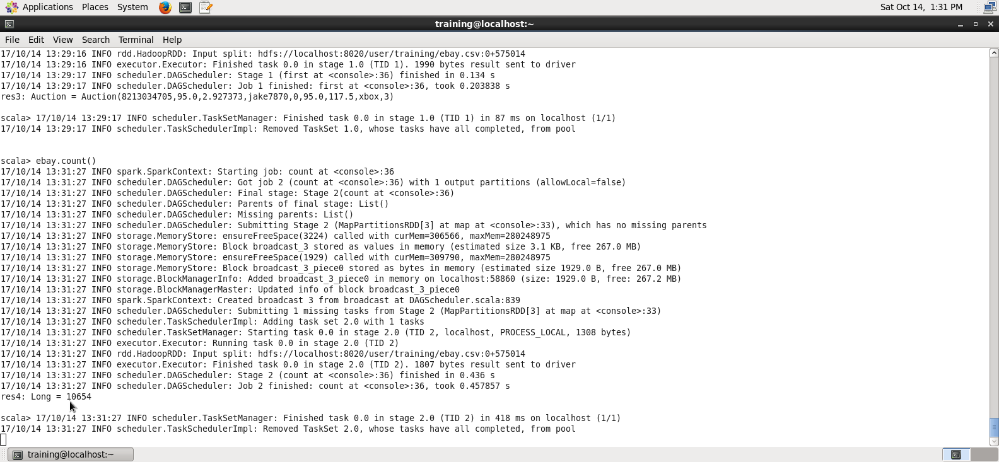 Applications Places System Sat Oct 14, 1:31 PM
training@localhost:~
File Edit View Search Terminal Help
17/10/14 13:29:16 INFO rdd.HadoopRDD: Input split: hdfs://localhost:8020/user/training/ebay.csv:0+575014
17/10/14 13:29:16 INFO executor.Executor: Finished task 0.0 in stage 1.0 (TID 1). 1990 bytes result sent to driver
17/10/14 13:29:17 INFO scheduler.DAGScheduler: Stage 1 (first at <console>:36) finished in 0.134 s
17/10/14 13:29:17 INFO scheduler.DAGScheduler: Job 1 finished: first at <console>:36, took 0.203838 s
res3: Auction = Auction(8213034705,95.0,2.927373,jake7870,0,95.0,117.5,xbox,3)
scala> 17/10/14 13:29:17 INFO scheduler.TaskSetManager: Finished task 0.0 in stage 1.0 (TID 1) in 87 ms on localhost (1/1)
17/10/14 13:29:17 INFO scheduler.TaskSchedulerImpl: Removed TaskSet 1.0, whose tasks have all completed, from pool
scala> ebay.count()
17/10/14 13:31:27 INFO spark.SparkContext: Starting job: count at <console>:36
17/10/14 13:31:27 INFO scheduler.DAGScheduler: Got job 2 (count at <console>:36) with 1 output partitions (allowLocal=false)
17/10/14 13:31:27 INFO scheduler.DAGScheduler: Final stage: Stage 2(count at <console>:36)
17/10/14 13:31:27 INFO scheduler.DAGScheduler: Parents of final stage: List()
17/10/14 13:31:27 INFO scheduler.DAGScheduler: Missing parents: List()
17/10/14 13:31:27 INFO scheduler.DAGScheduler: Submitting Stage 2 (MapPartitionsRDD[3] at map at <console>:33), which has no missing parents
17/10/14 13:31:27 INFO storage.MemoryStore: ensureFreeSpace(3224) called with curMem=306566, maxMem=280248975
17/10/14 13:31:27 INFO storage.MemoryStore: Block broadcast_3 stored as values in memory (estimated size 3.1 KB, free 267.0 MB)
17/10/14 13:31:27 INFO storage.MemoryStore: ensureFreeSpace(1929) called with curMem=309790, maxMem=280248975
17/10/14 13:31:27 INFO storage.MemoryStore: Block broadcast_3_piece0 stored as bytes in memory (estimated size 1929.0 B, free 267.0 MB)
17/10/14 13:31:27 INFO storage.BlockManagerInfo: Added broadcast_3_piece0 in memory on localhost:58860 (size: 1929.0 B, free: 267.2 MB)
17/10/14 13:31:27 INFO storage.BlockManagerMaster: Updated info of block broadcast_3_piece0
17/10/14 13:31:27 INFO spark.SparkContext: Created broadcast 3 from broadcast at DAGScheduler.scala:839
17/10/14 13:31:27 INFO scheduler.DAGScheduler: Submitting 1 missing tasks from Stage 2 (MapPartitionsRDD[3] at map at <console>:33)
17/10/14 13:31:27 INFO scheduler.TaskSchedulerImpl: Adding task set 2.0 with 1 tasks
17/10/14 13:31:27 INFO scheduler.TaskSetManager: Starting task 0.0 in stage 2.0 (TID 2, localhost, PROCESS_LOCAL, 1308 bytes)
17/10/14 13:31:27 INFO executor.Executor: Running task 0.0 in stage 2.0 (TID 2)
17/10/14 13:31:27 INFO rdd.HadoopRDD: Input split: hdfs://localhost:8020/user/training/ebay.csv:0+575014
17/10/14 13:31:27 INFO executor.Executor: Finished task 0.0 in stage 2.0 (TID 2). 1807 bytes result sent to driver
17/10/14 13:31:27 INFO scheduler.DAGScheduler: Stage 2 (count at <console>:36) finished in 0.436 s
17/10/14 13:31:27 INFO scheduler.DAGScheduler: Job 2 finished: count at <console>:36, took 0.457857 s
res4: Long = 10654
scala> 17/10/14 13:31:27 INFO scheduler.TaskSetManager: Finished task 0.0 in stage 2.0 (TID 2) in 418 ms on localhost (1/1)
17/10/14 13:31:27 INFO scheduler.TaskSchedulerImpl: Removed TaskSet 2.0, whose tasks have all completed, from pool
training@localhost:~